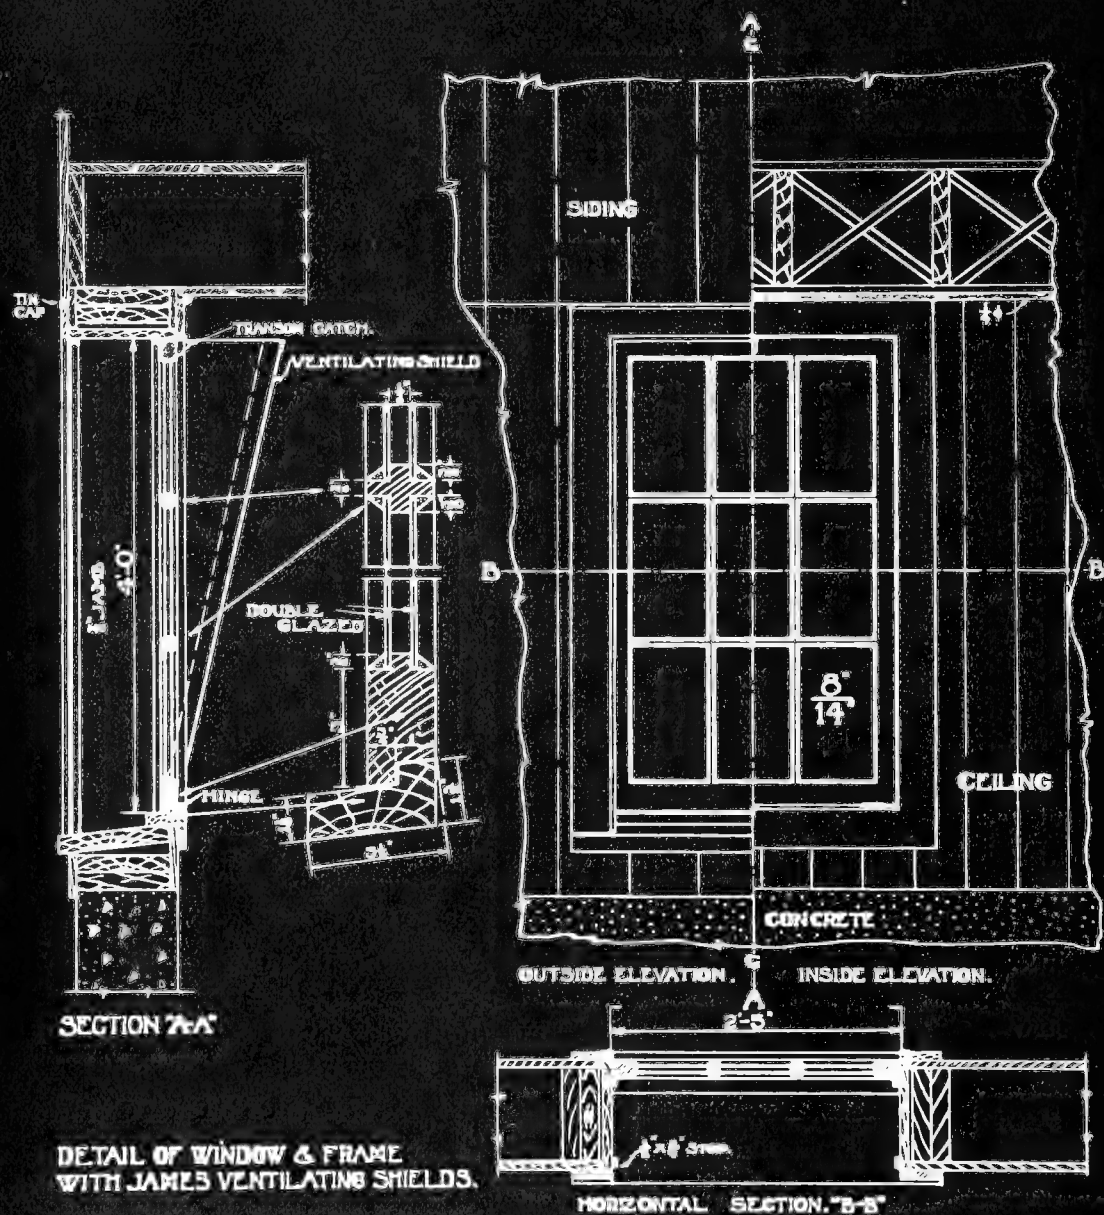 A
C
SIDING
TIN
CAP
TRANSOM CATCH.
VENTILATING SHIELD
JAMB
4'-0"
B
B
DOUBLE
GLAZED
8"
14"
HINGE
CEILING
CONCRETE
OUTSIDE ELEVATION.
C
A
INSIDE ELEVATION.
2'-5"
SECTION "A-A"
DETAIL OF WINDOW & FRAME
WITH JAMES VENTILATING SHIELDS.
HORIZONTAL SECTION. "B-B"